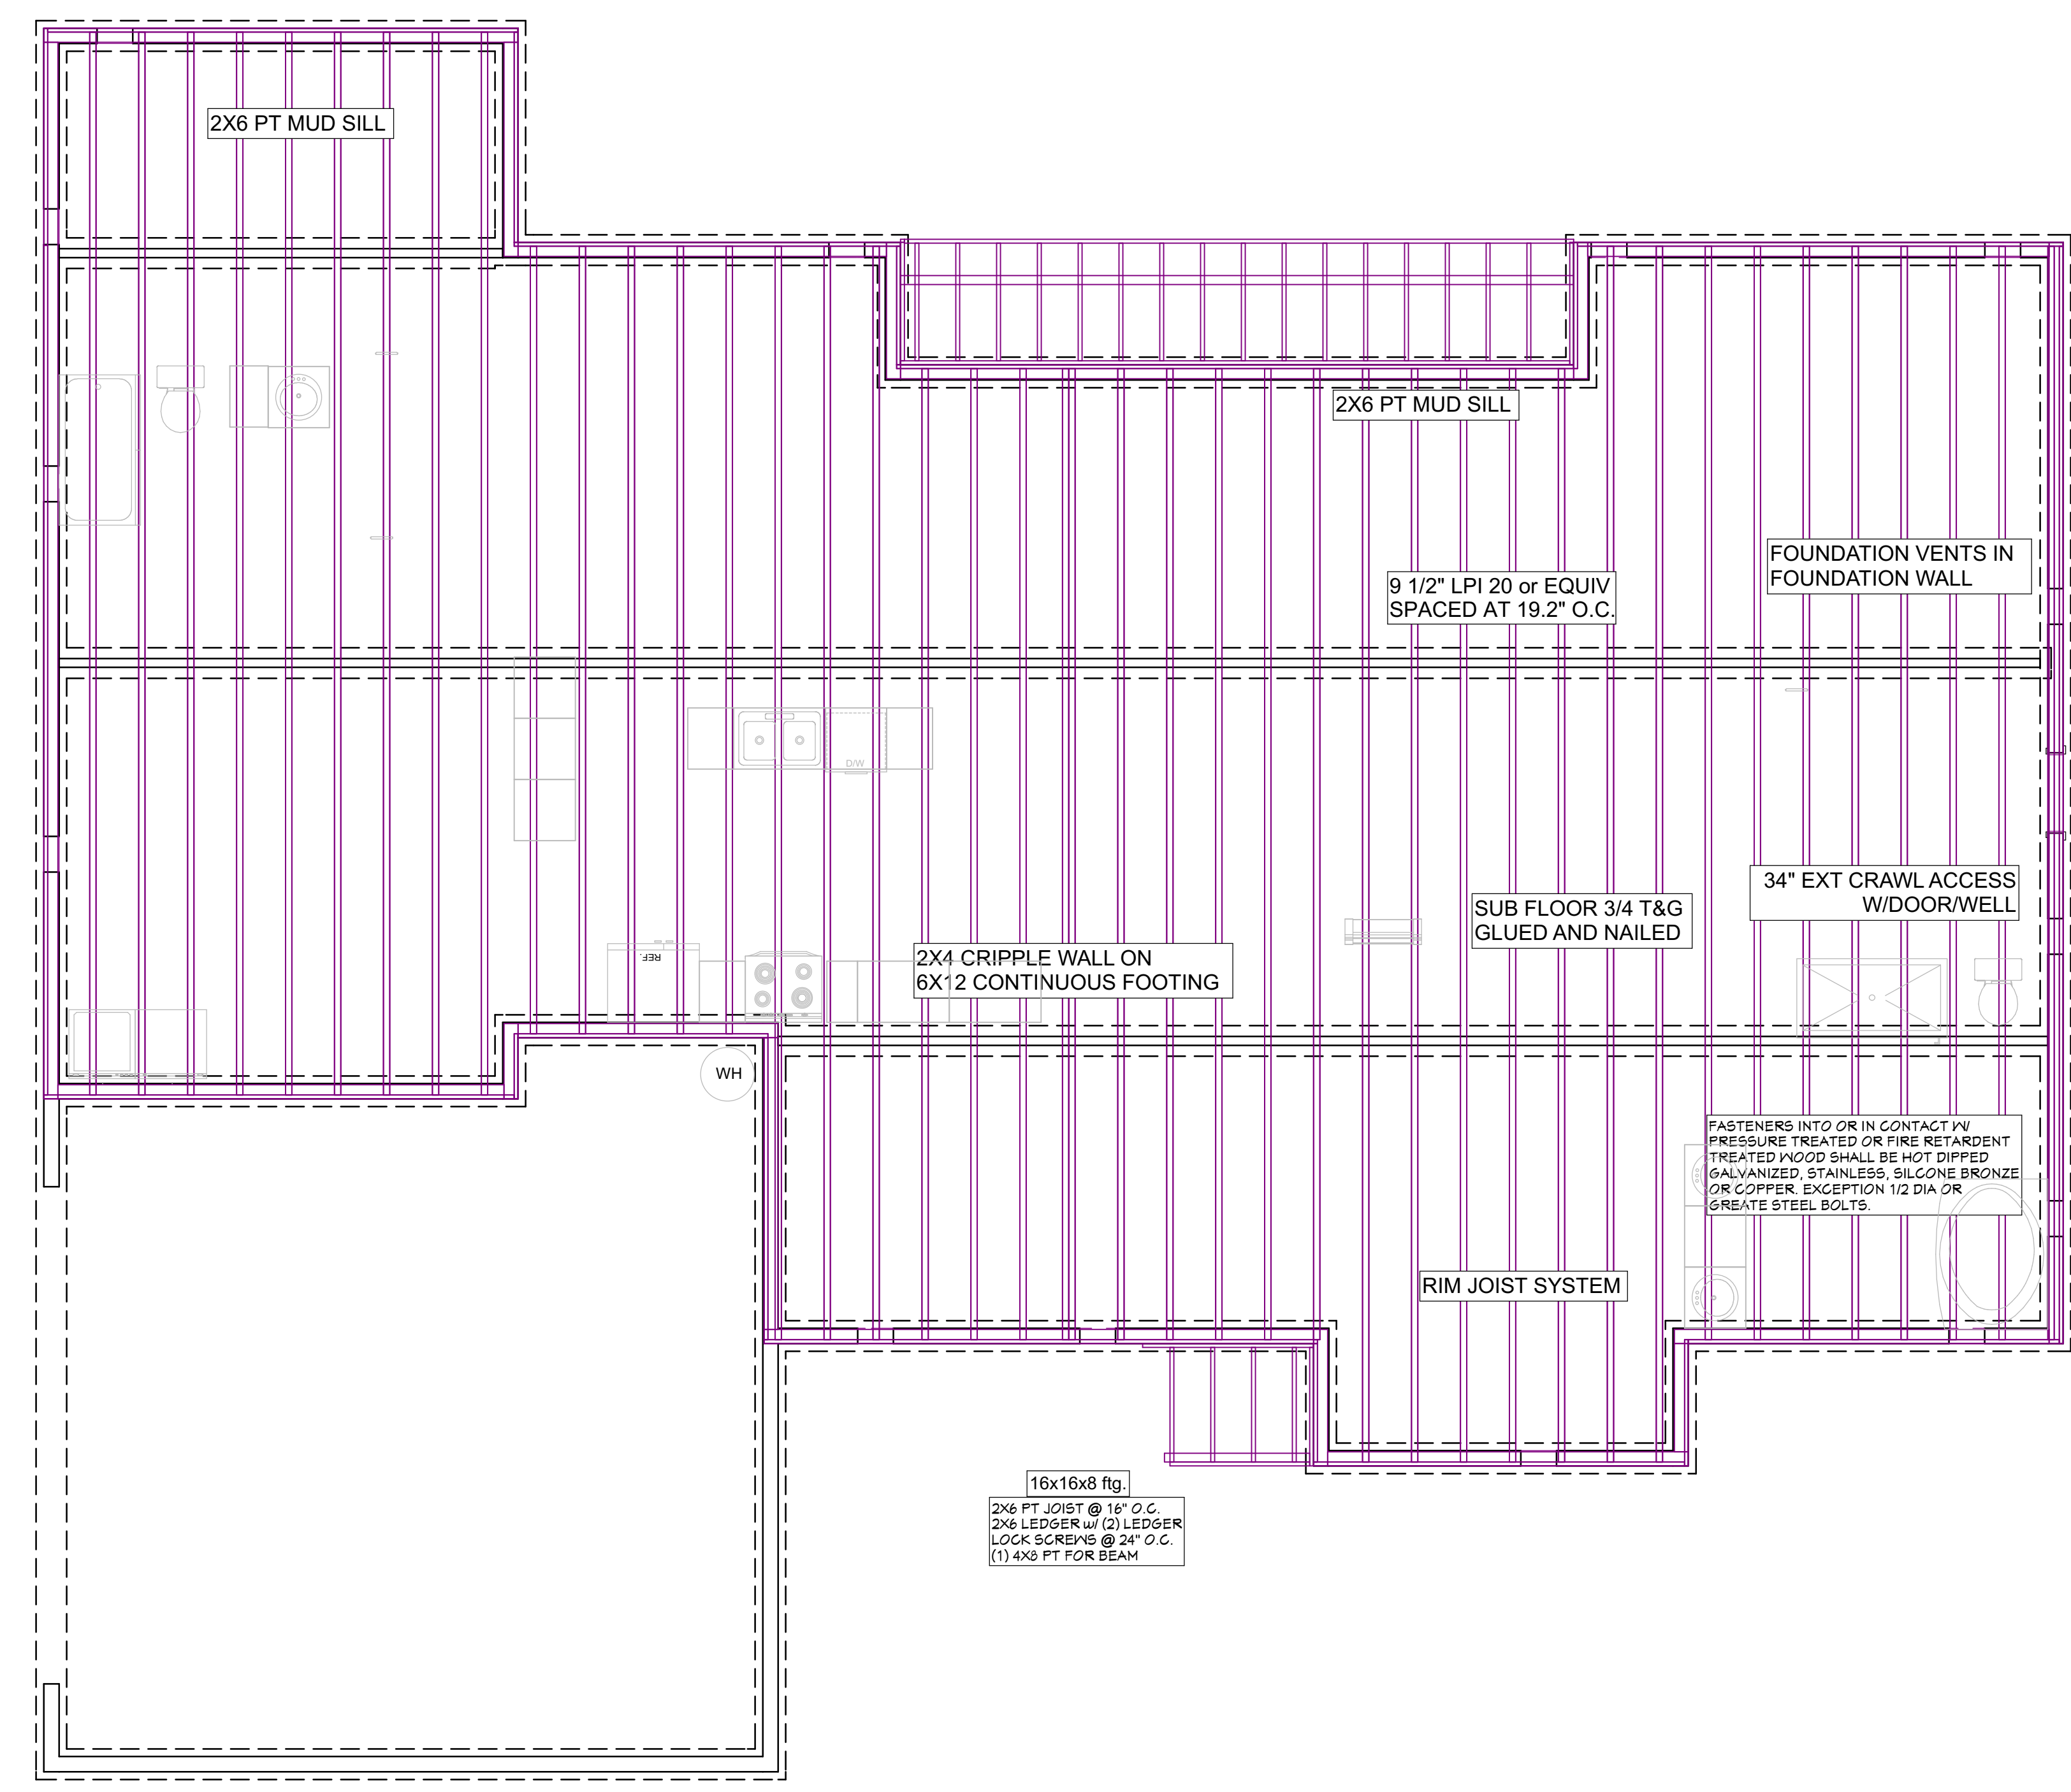 2X6 PT MUD SILL
2X6 PT MUD SILL
FOUNDATION VENTS IN
FOUNDATION WALL
9 1/2" LPI 20 or EQUIV
SPACED AT 19.2" O.C.
D/W
34" EXT CRAWL ACCESS
W/DOOR/WELL
SUB FLOOR 3/4 T&G
GLUED AND NAILED
REF.
2X4 CRIPPLE WALL ON
6X12 CONTINUOUS FOOTING
WH
FASTENERS INTO OR IN CONTACT W/
PRESSURE TREATED OR FIRE RETARDENT
TREATED WOOD SHALL BE HOT DIPPED
GALVANIZED, STAINLESS, SILCONE BRONZE
OR COPPER. EXCEPTION 1/2 DIA OR
GREATE STEEL BOLTS.
RIM JOIST SYSTEM
16x16x8 ftg.
2X6 PT JOIST @ 16" O.C.
2X6 LEDGER w/ (2) LEDGER
LOCK SCREWS @ 24" O.C.
(1) 4X8 PT FOR BEAM